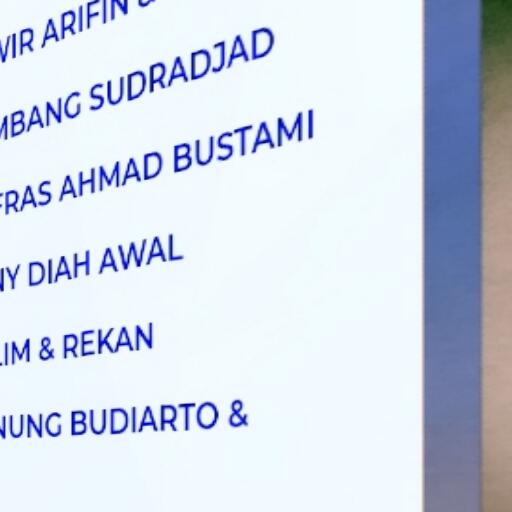 WIR ARIFIN &
MBANG SUDRADJAD
FRAS AHMAD BUSTAMI
NY DIAH AWAL
LIM & REKAN
NUNG BUDIARTO &